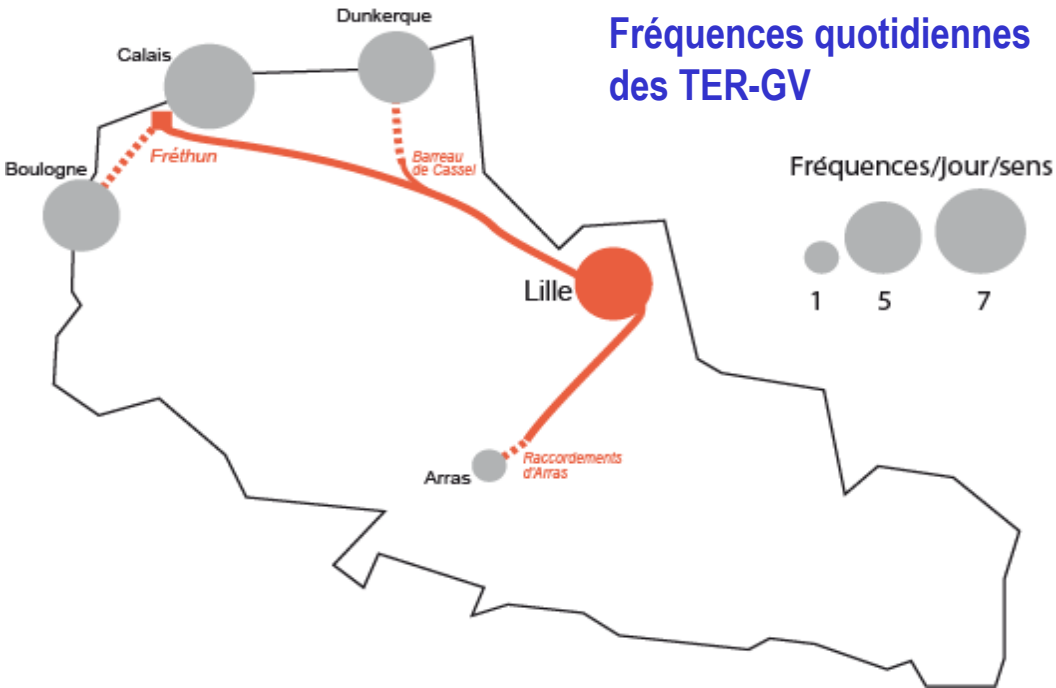 Fréquences quotidiennes
des TER-GV
Dunkerque
Calais
Fréthun
Barreau
de Cassel
Boulogne
Fréquences/Jour/sens
1 5 7
Lille
Raccordements
d'Arras
Arras